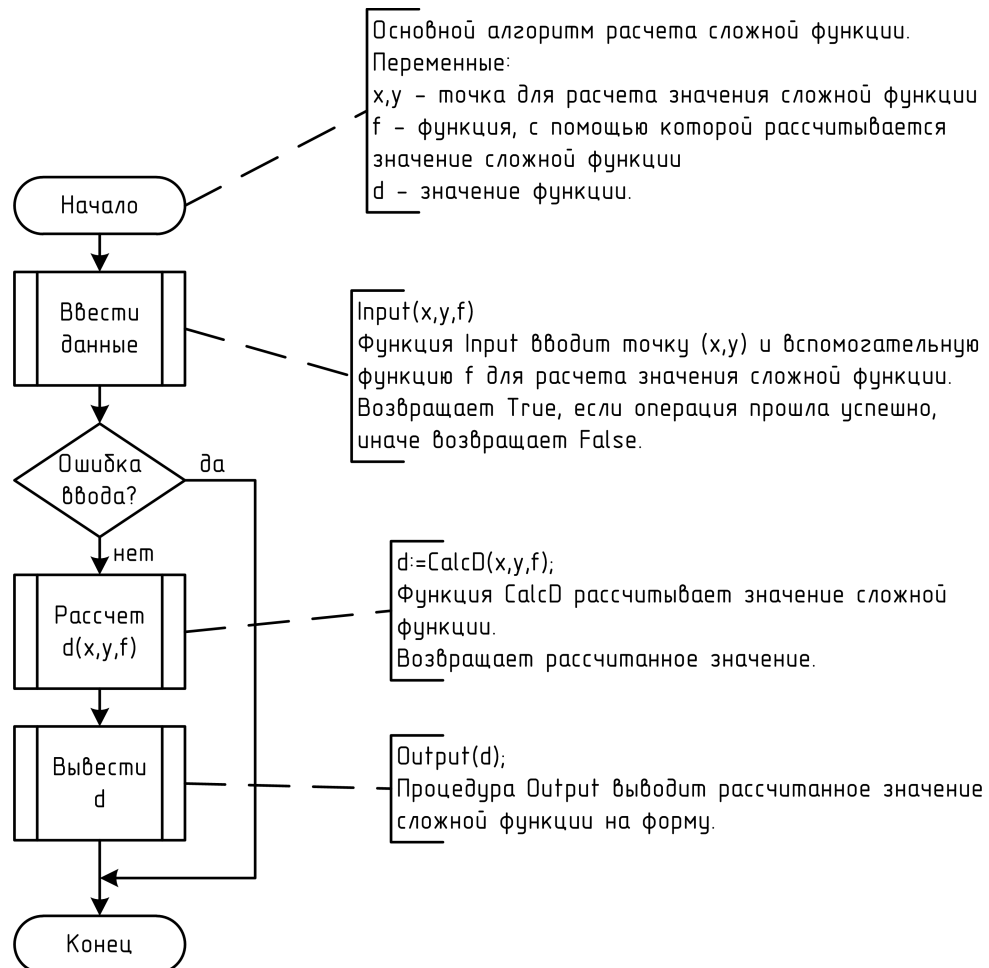 Основной алгоритм расчета сложной функции.
Переменные:
x,y – точка для расчета значения сложной функции
f – функция, с помощью которой рассчитывается
значение сложной функции
d – значение функции.
Начало
Ввести
данные
Input(x,y,f)
Функция Input вводит точку (x,y) и вспомогательную
функцию f для расчета значения сложной функции.
Возвращает True, если операция прошла успешно,
иначе возвращает False.
Ошибка
ввода?
да
нет
Рассчет
d(x,y,f)
d:=CalcD(x,y,f);
Функция CalcD рассчитывает значение сложной
функции.
Возвращает рассчитанное значение.
Вывести
d
Output(d);
Процедура Output выводит рассчитанное значение
сложной функции на форму.
Конец